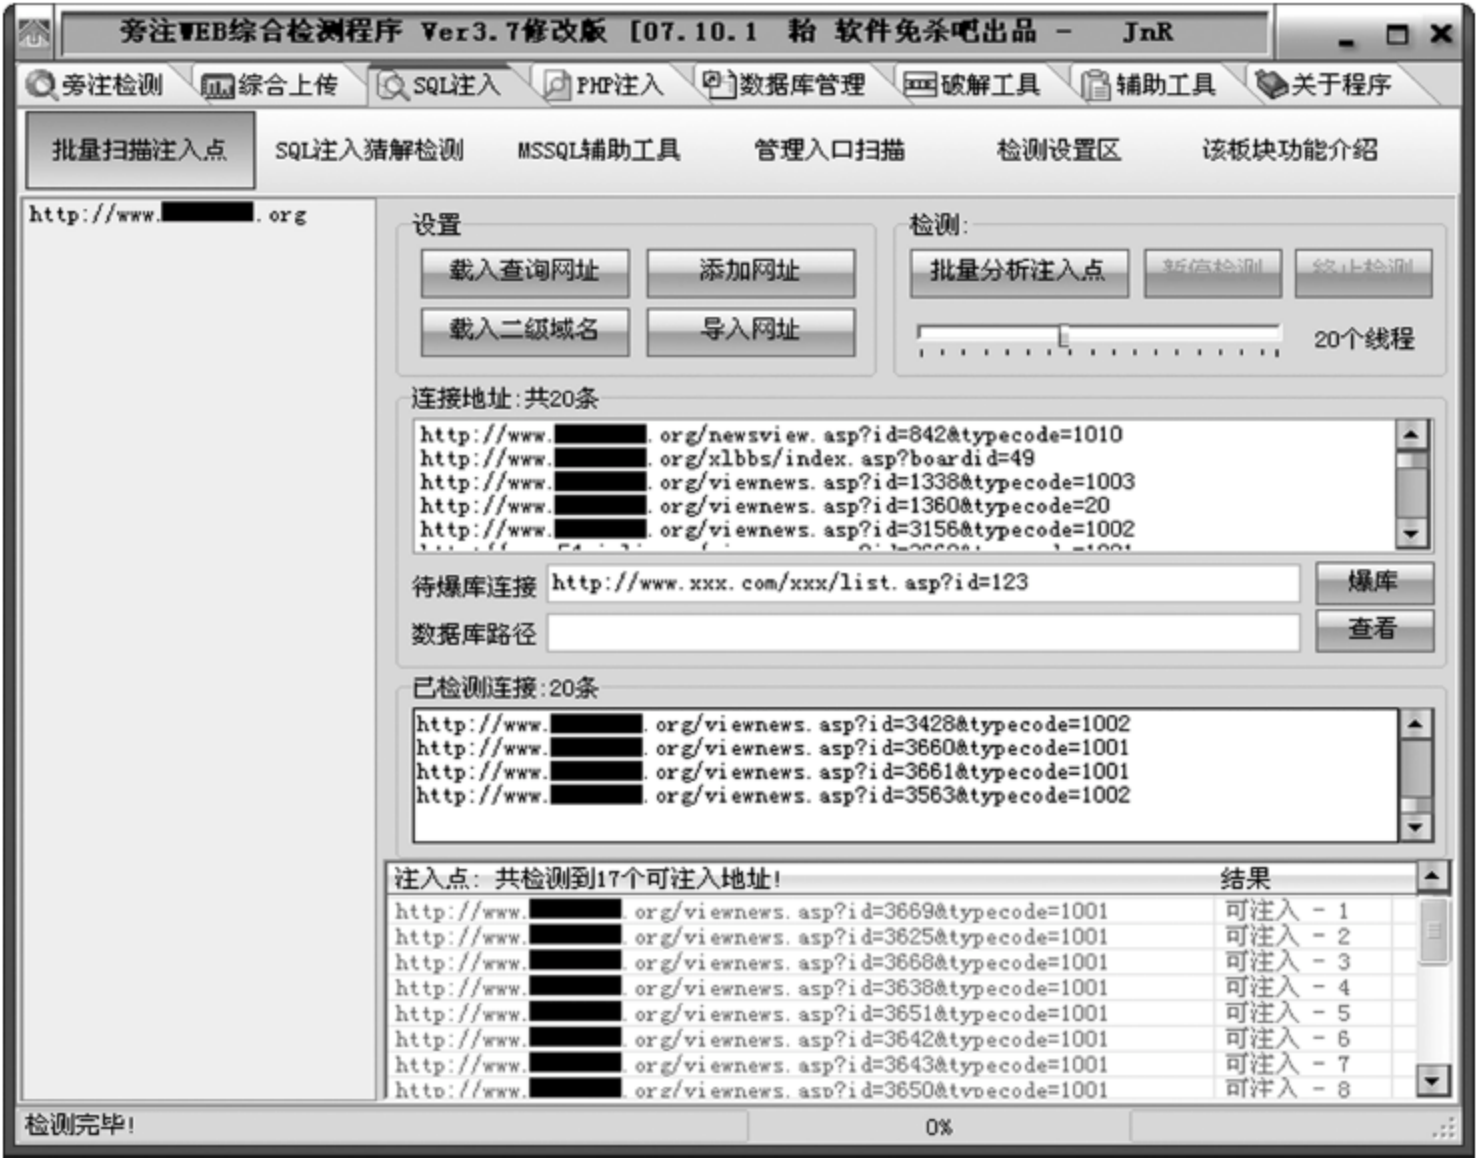 旁注WEB综合检测程序 Ver3.7修改版 [07.10.1 软件免杀吧出品 - JnR
旁注检测 综合上传 SQL注入 PHP注入 数据库管理 破解工具 辅助工具 关于程序
批量扫描注入点 SQL注入猜解检测 MSSQL辅助工具 管理入口扫描 检测设置区 该板块功能介绍
http://www. .org
设置
载入查询网址 添加网址
载入二级域名 导入网址
检测:
批量分析注入点 暂停检测 终止检测
20个线程
连接地址:共20条
http://www. .org/newsview.asp?id=842&typecode=1010
http://www. .org/xlbbs/index.asp?boardid=49
http://www. .org/viewnews.asp?id=1338&typecode=1003
http://www. .org/viewnews.asp?id=1360&typecode=20
http://www. .org/viewnews.asp?id=3156&typecode=1002
待爆库连接 http://www.xxx.com/xxx/list.asp?id=123 爆库
数据库路径 查看
已检测连接:20条
http://www. .org/viewnews.asp?id=3428&typecode=1002
http://www. .org/viewnews.asp?id=3660&typecode=1001
http://www. .org/viewnews.asp?id=3661&typecode=1001
http://www. .org/viewnews.asp?id=3563&typecode=1002
注入点: 共检测到17个可注入地址! 结果
http://www. .org/viewnews.asp?id=3669&typecode=1001 可注入 - 1
http://www. .org/viewnews.asp?id=3625&typecode=1001 可注入 - 2
http://www. .org/viewnews.asp?id=3668&typecode=1001 可注入 - 3
http://www. .org/viewnews.asp?id=3638&typecode=1001 可注入 - 4
http://www. .org/viewnews.asp?id=3651&typecode=1001 可注入 - 5
http://www. .org/viewnews.asp?id=3642&typecode=1001 可注入 - 6
http://www. .org/viewnews.asp?id=3643&typecode=1001 可注入 - 7
http://www. .org/viewnews.asp?id=3650&typecode=1001 可注入 - 8
检测完毕! 0%